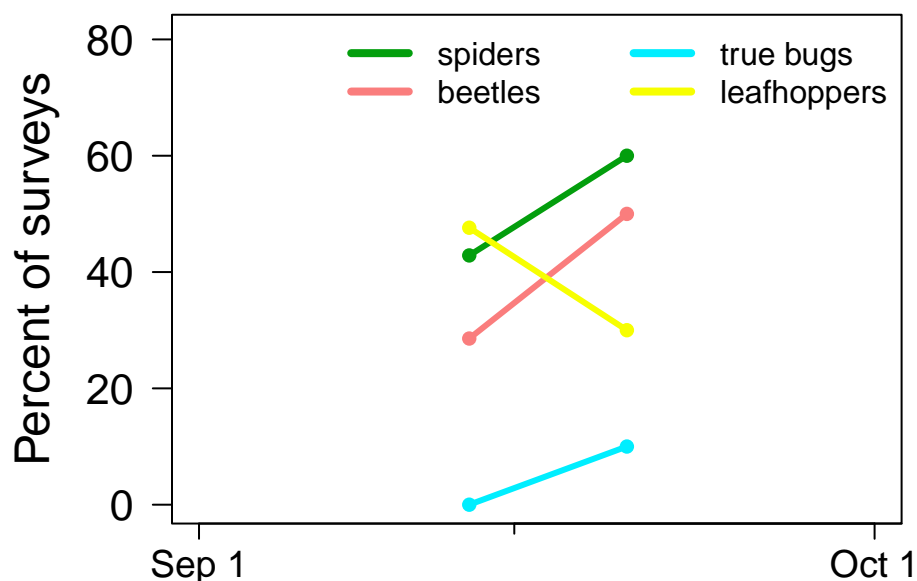 Percent of surveys
80
60
40
20
0
spiders
beetles
true bugs
leafhoppers
Sep 1
Oct 1